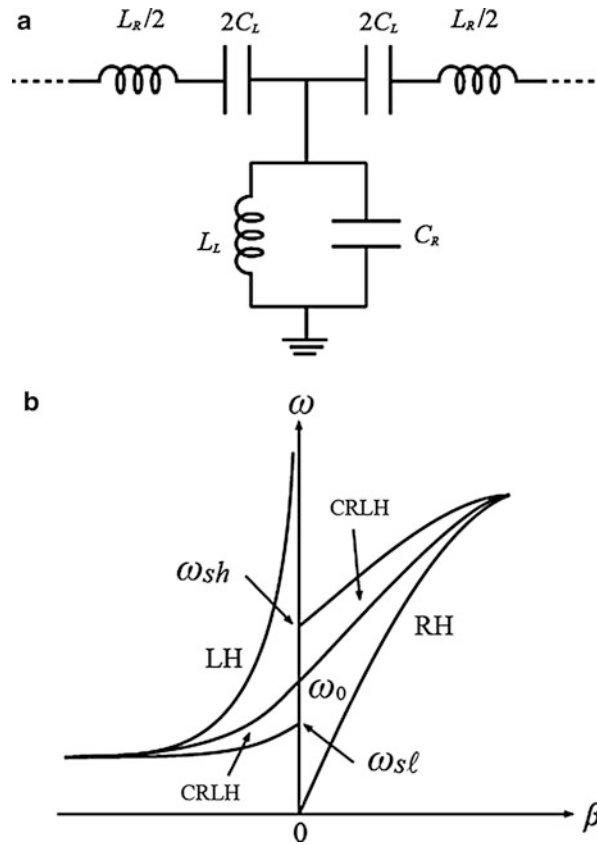 a
L_R/2 2C_L 2C_L L_R/2
L_L C_R
b
ω
CRLH
ω_sh
LH
RH
ω_0
CRLH
ω_sℓ
0
β